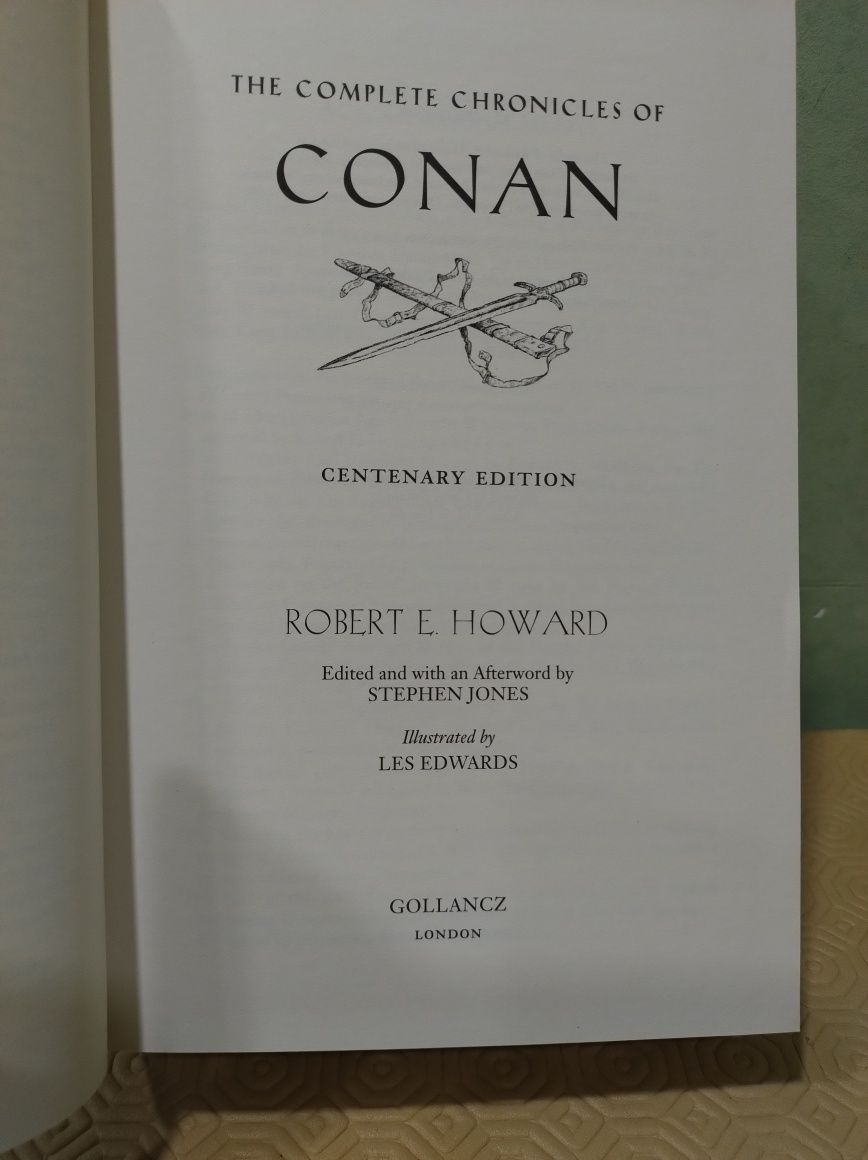 THE COMPLETE CHRONICLES OF
CONAN
CENTENARY EDITION
ROBERT E. HOWARD
Edited and with an Afterword by
STEPHEN JONES
Illustrated by
LES EDWARDS
GOLLANCZ
LONDON